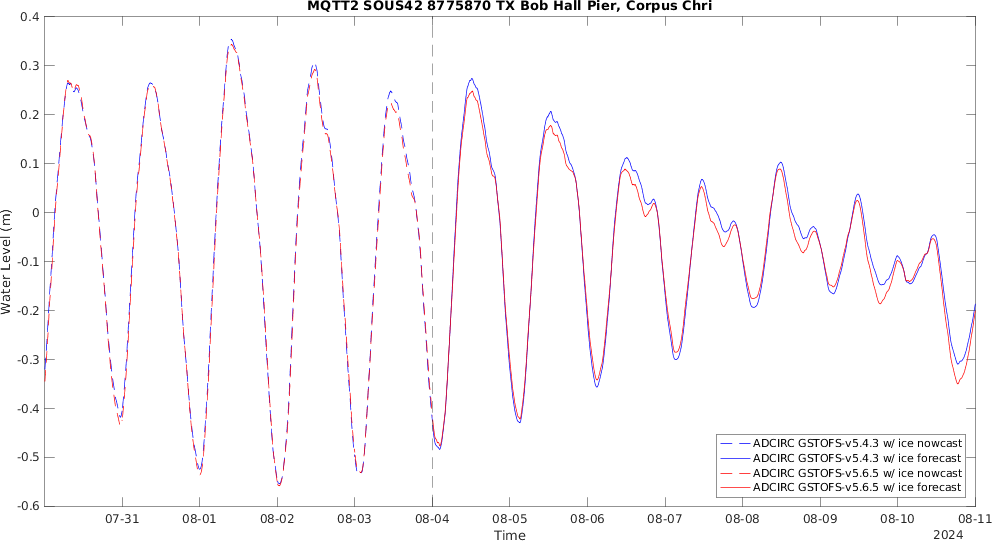 MQTT2 SOUS42 8775870 TX Bob Hall Pier, Corpus Chri
0.4
0.3
0.2
0.1
0
-0.1
-0.2
-0.3
-0.4
-0.5
-0.6
Water Level (m)
ADCIRC GSTOFS-v5.4.3 w/ ice nowcast
ADCIRC GSTOFS-v5.4.3 w/ ice forecast
ADCIRC GSTOFS-v5.6.5 w/ ice nowcast
ADCIRC GSTOFS-v5.6.5 w/ ice forecast
07-31 08-01 08-02 08-03 08-04 08-05 08-06 08-07 08-08 08-09 08-10 08-11
Time
2024